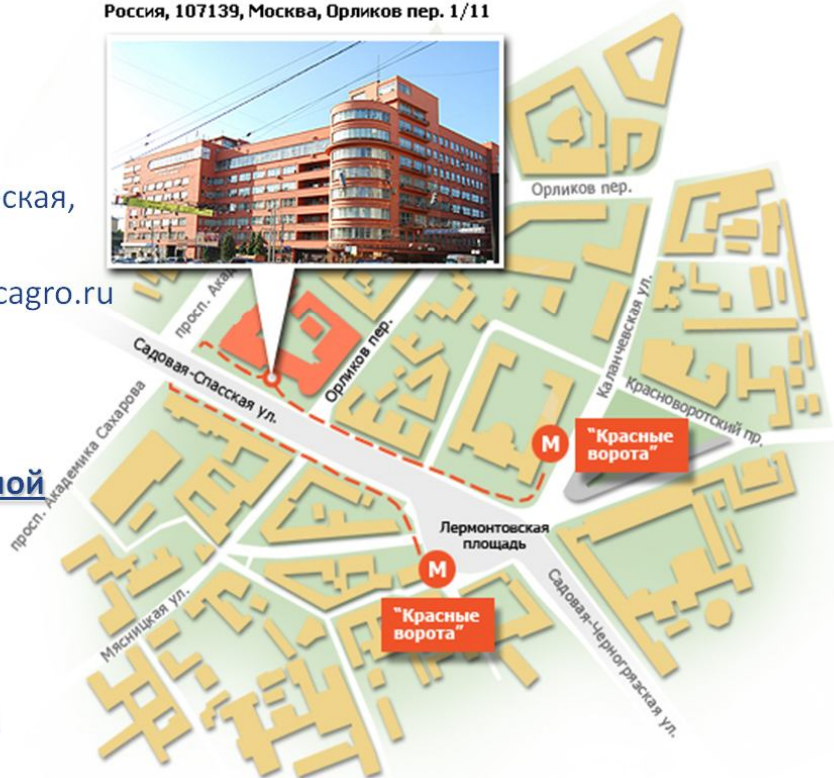 Россия, 107139, Москва, Орликов пер. 1/11
ская,
cagro.ru
ной
Орликов пер.
просп. Ака
Орликов пер.
Каланчевская ул.
Садовая-Спасская ул.
Красноворотский пр.
"Красные
ворота"
просп. Академика Сахарова
Лермонтовская
площадь
"Красные
ворота"
М
М
Мясницкая ул.
Садовая-Черногрязская ул.